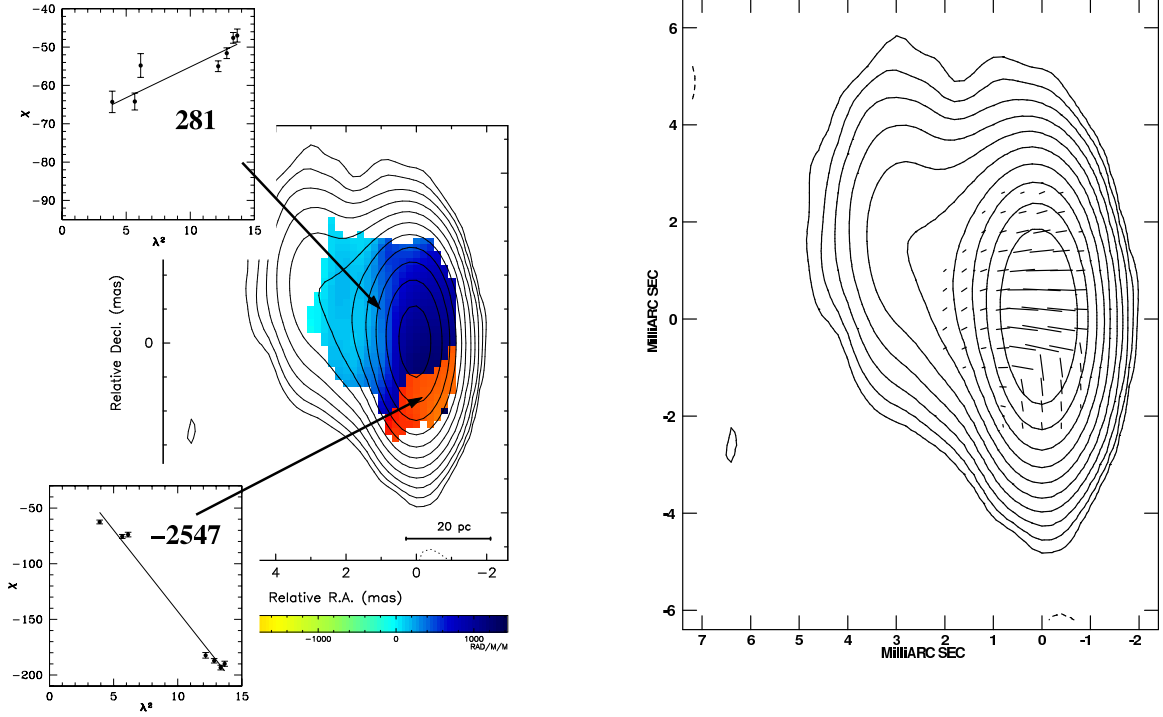 −40
−50
−60
−70
−80
−90
χ
281
0 5 10 15
λ²
Relative Decl. (mas)
0
20 pc
4 2 0 −2
Relative R.A. (mas)
−1000 0 1000
RAD/M/M
−50
−100
−150
−200
χ
−2547
0 5 10 15
λ²
6
4
2
0
-2
-4
-6
MilliARC SEC
7 6 5 4 3 2 1 0 -1 -2
MilliARC SEC